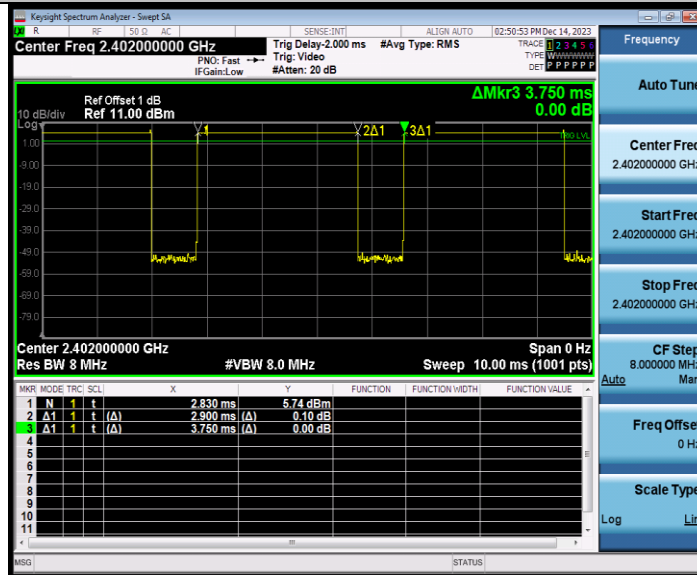 Keysight Spectrum Analyzer - Swept SA
R RF 50 Ω AC SENSE:INT ALIGN AUTO 02:50:53 PM Dec 14, 2023
Center Freq 2.402000000 GHz
PNO: Fast
IFGain:Low
Trig Delay-2.000 ms
Trig: Video
#Atten: 20 dB
#Avg Type: RMS
TRACE 1 2 3 4 5 6
TYPE WWWWWW
DET P P P P P P
Ref Offset 1 dB
10 dB/div Ref 11.00 dBm
ΔMkr3 3.750 ms
0.00 dB
Log
1
2Δ1
3Δ1
TRIG LVL
1.00
-9.00
-19.0
-29.0
-39.0
-49.0
-59.0
-69.0
-79.0
Center 2.402000000 GHz Span 0 Hz
Res BW 8 MHz #VBW 8.0 MHz Sweep 10.00 ms (1001 pts)
MKR MODE TRC SCL X Y FUNCTION FUNCTION WIDTH FUNCTION VALUE
1 N 1 t 2.830 ms 5.74 dBm
2 Δ1 1 t (Δ) 2.900 ms (Δ) 0.10 dB
3 Δ1 1 t (Δ) 3.750 ms (Δ) 0.00 dB
4
5
6
7
8
9
10
11
MSG STATUS
Frequency
Auto Tune
Center Freq
2.402000000 GHz
Start Freq
2.402000000 GHz
Stop Freq
2.402000000 GHz
CF Step
8.000000 MHz
Auto Man
Freq Offset
0 Hz
Scale Type
Log Lin